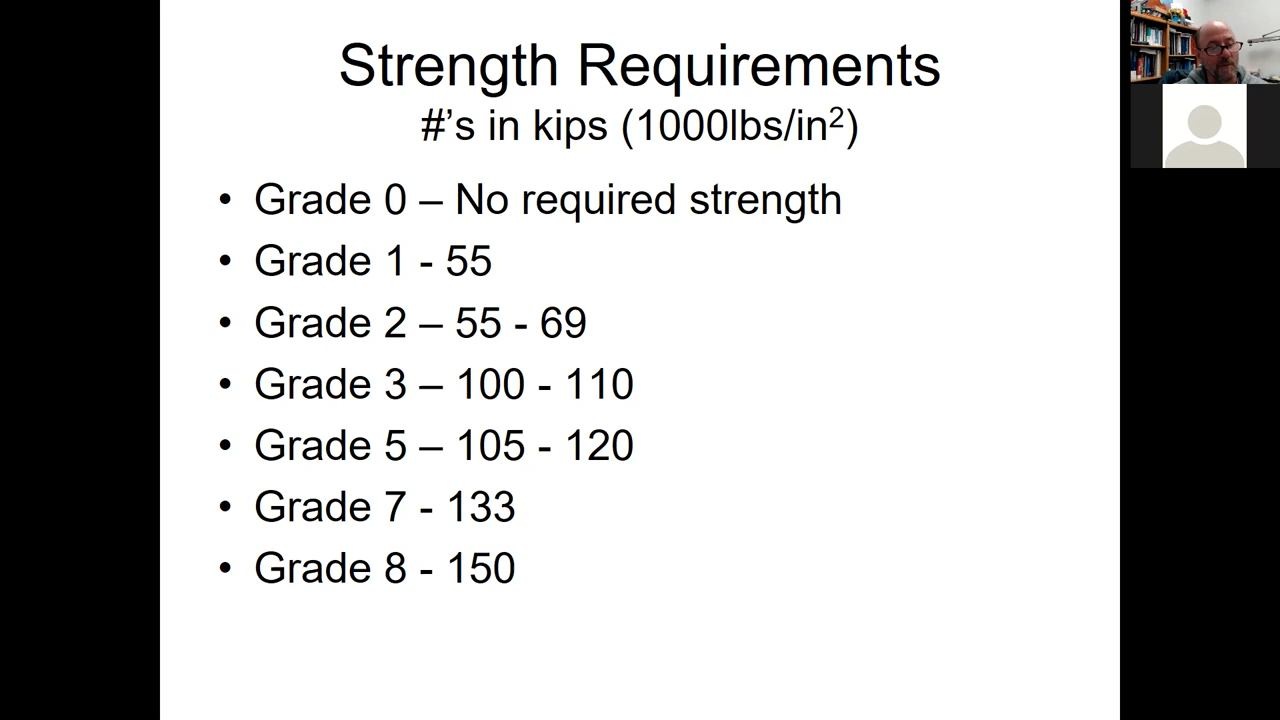 Strength Requirements
#’s in kips (1000lbs/in²)
• Grade 0 – No required strength
• Grade 1 - 55
• Grade 2 – 55 - 69
• Grade 3 – 100 - 110
• Grade 5 – 105 - 120
• Grade 7 - 133
• Grade 8 - 150